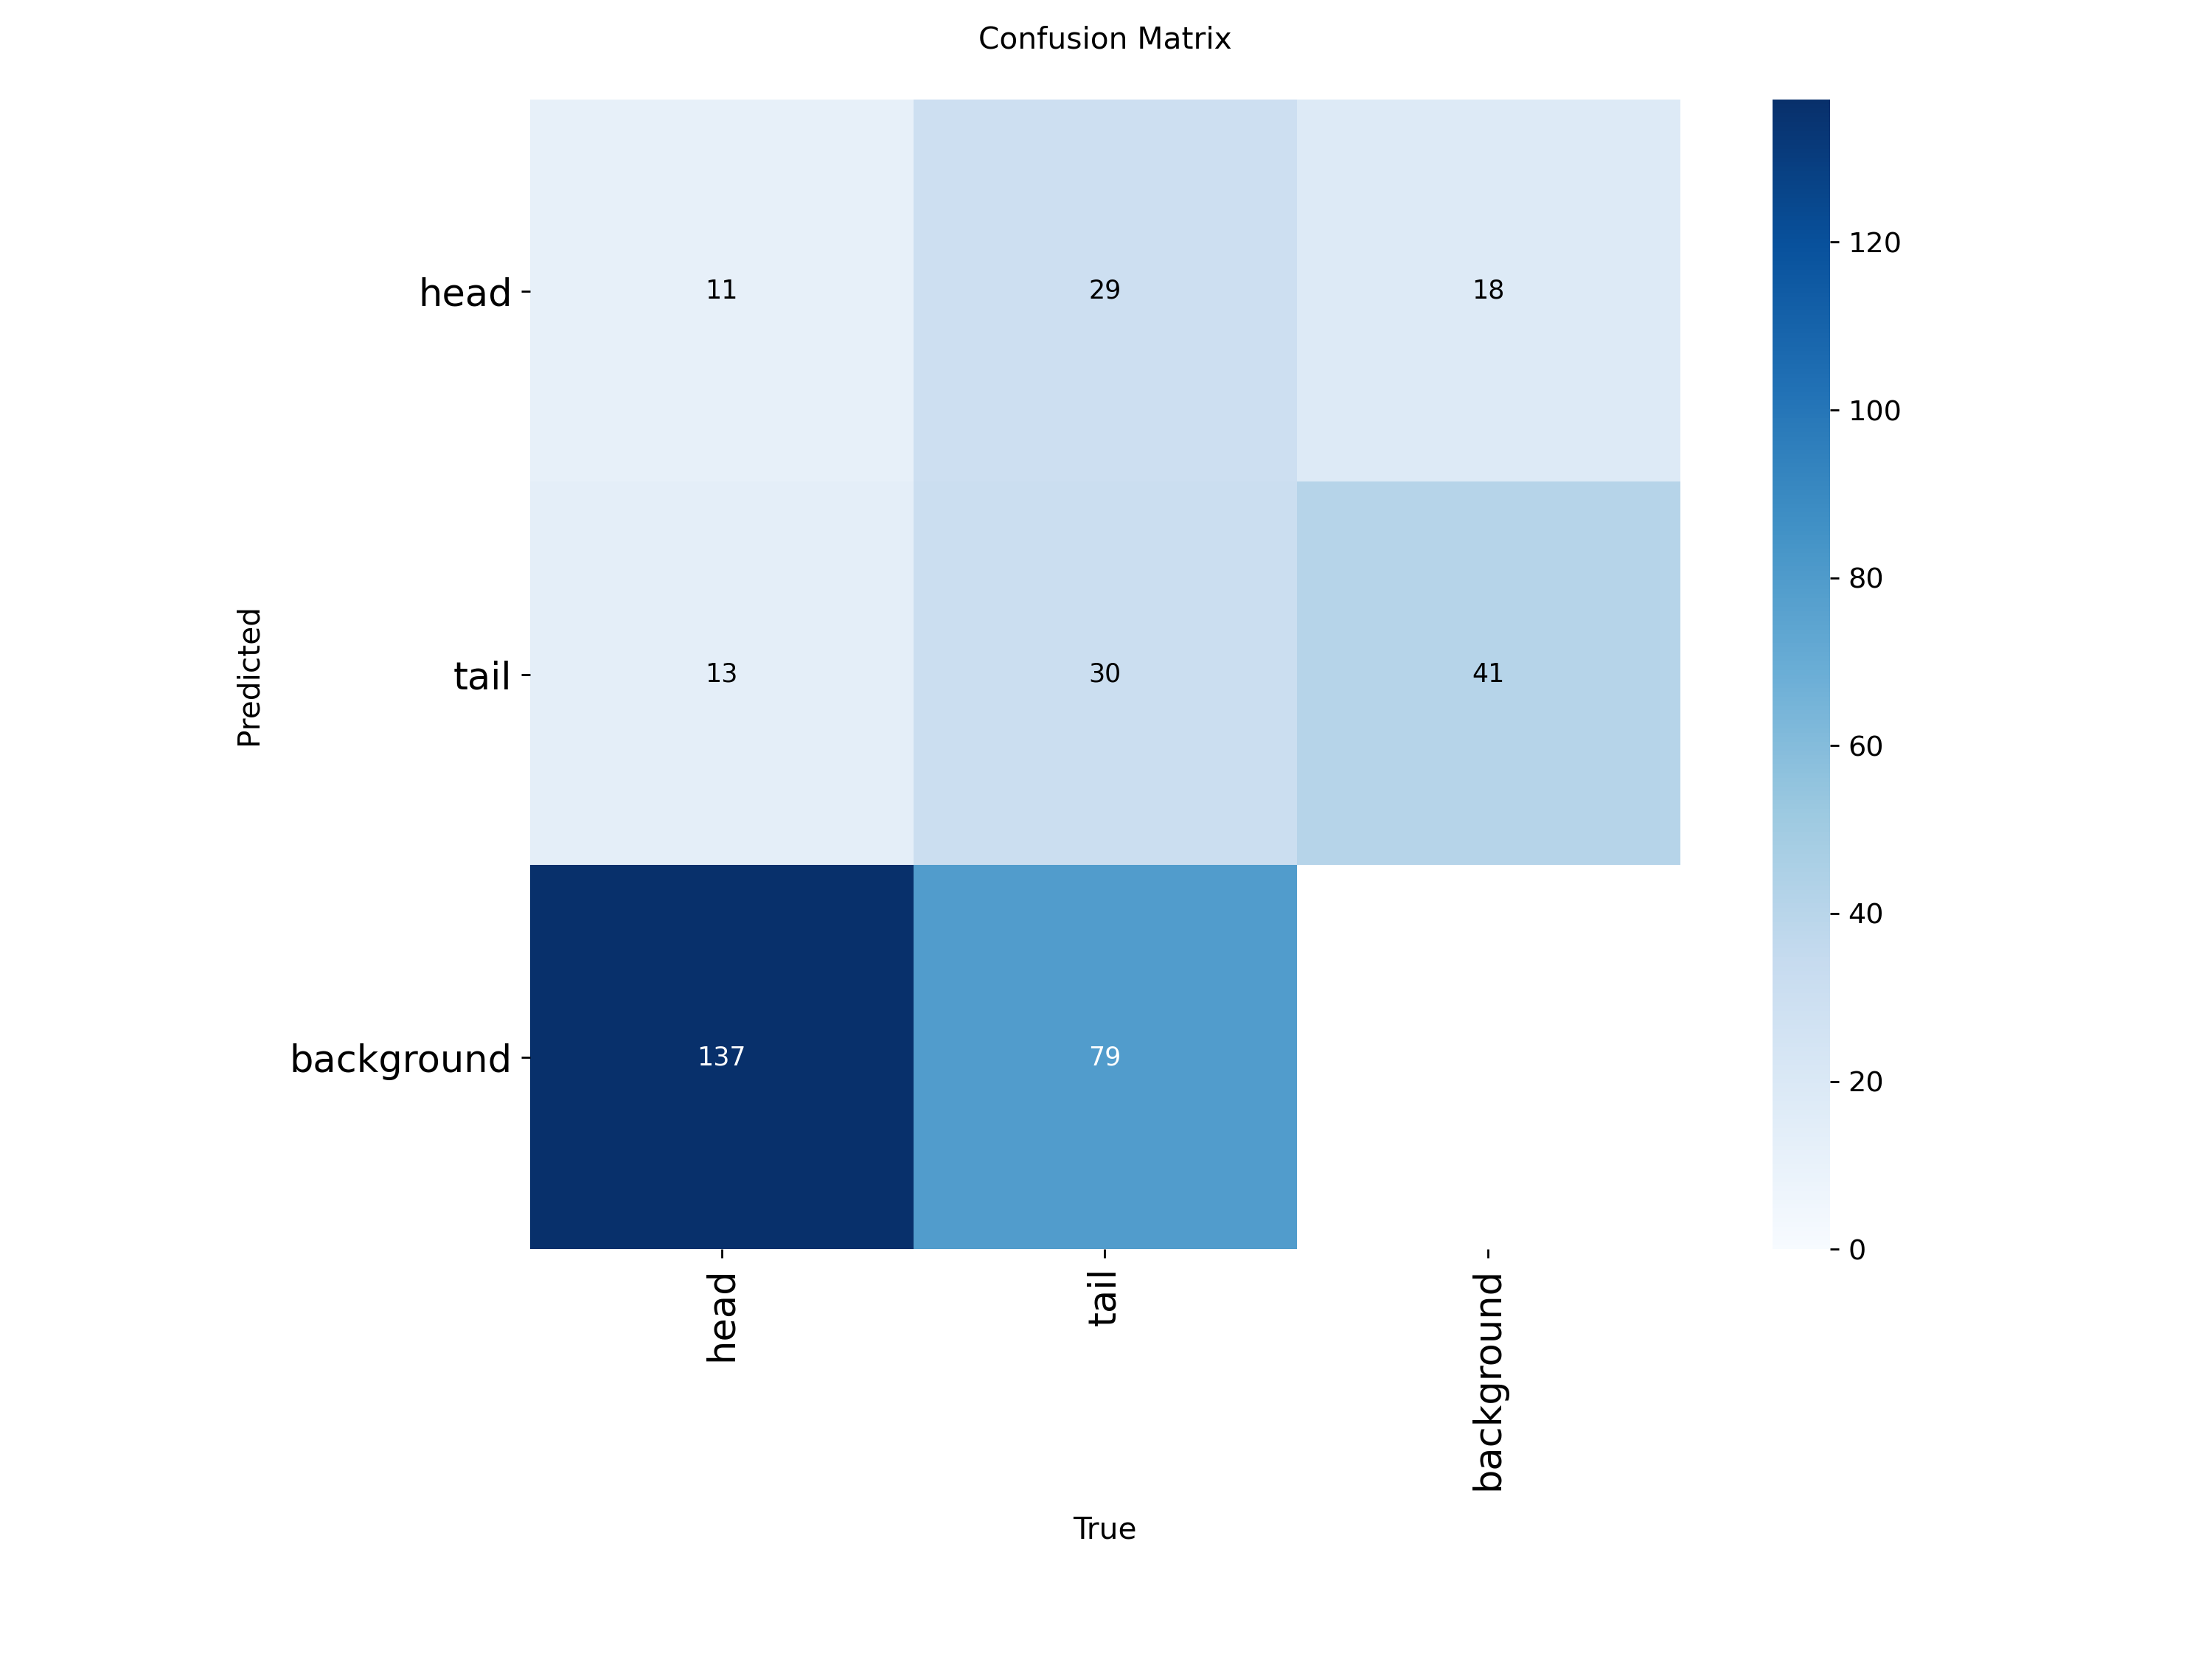 Confusion Matrix
Predicted
head
11 29 18
tail
13 30 41
background
137 79
head
tail
background
True
120
100
80
60
40
20
0